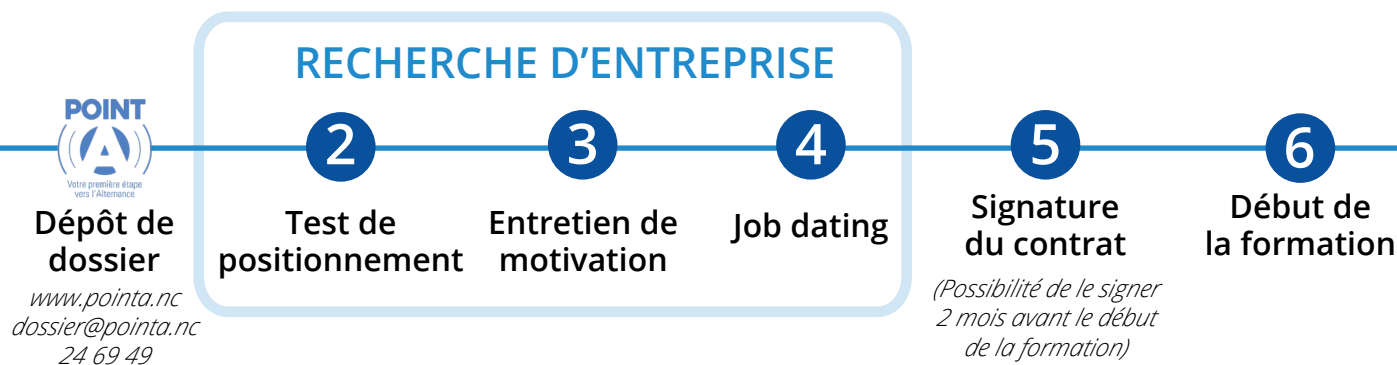 RECHERCHE D'ENTREPRISE
POINT
A
Votre première étape
vers l'Alternance
Dépôt de
dossier
www.pointa.nc
dossier@pointa.nc
24 69 49
2
Test de
positionnement
3
Entretien de
motivation
4
Job dating
5
Signature
du contrat
(Possibilité de le signer
2 mois avant le début
de la formation)
6
Début de
la formation